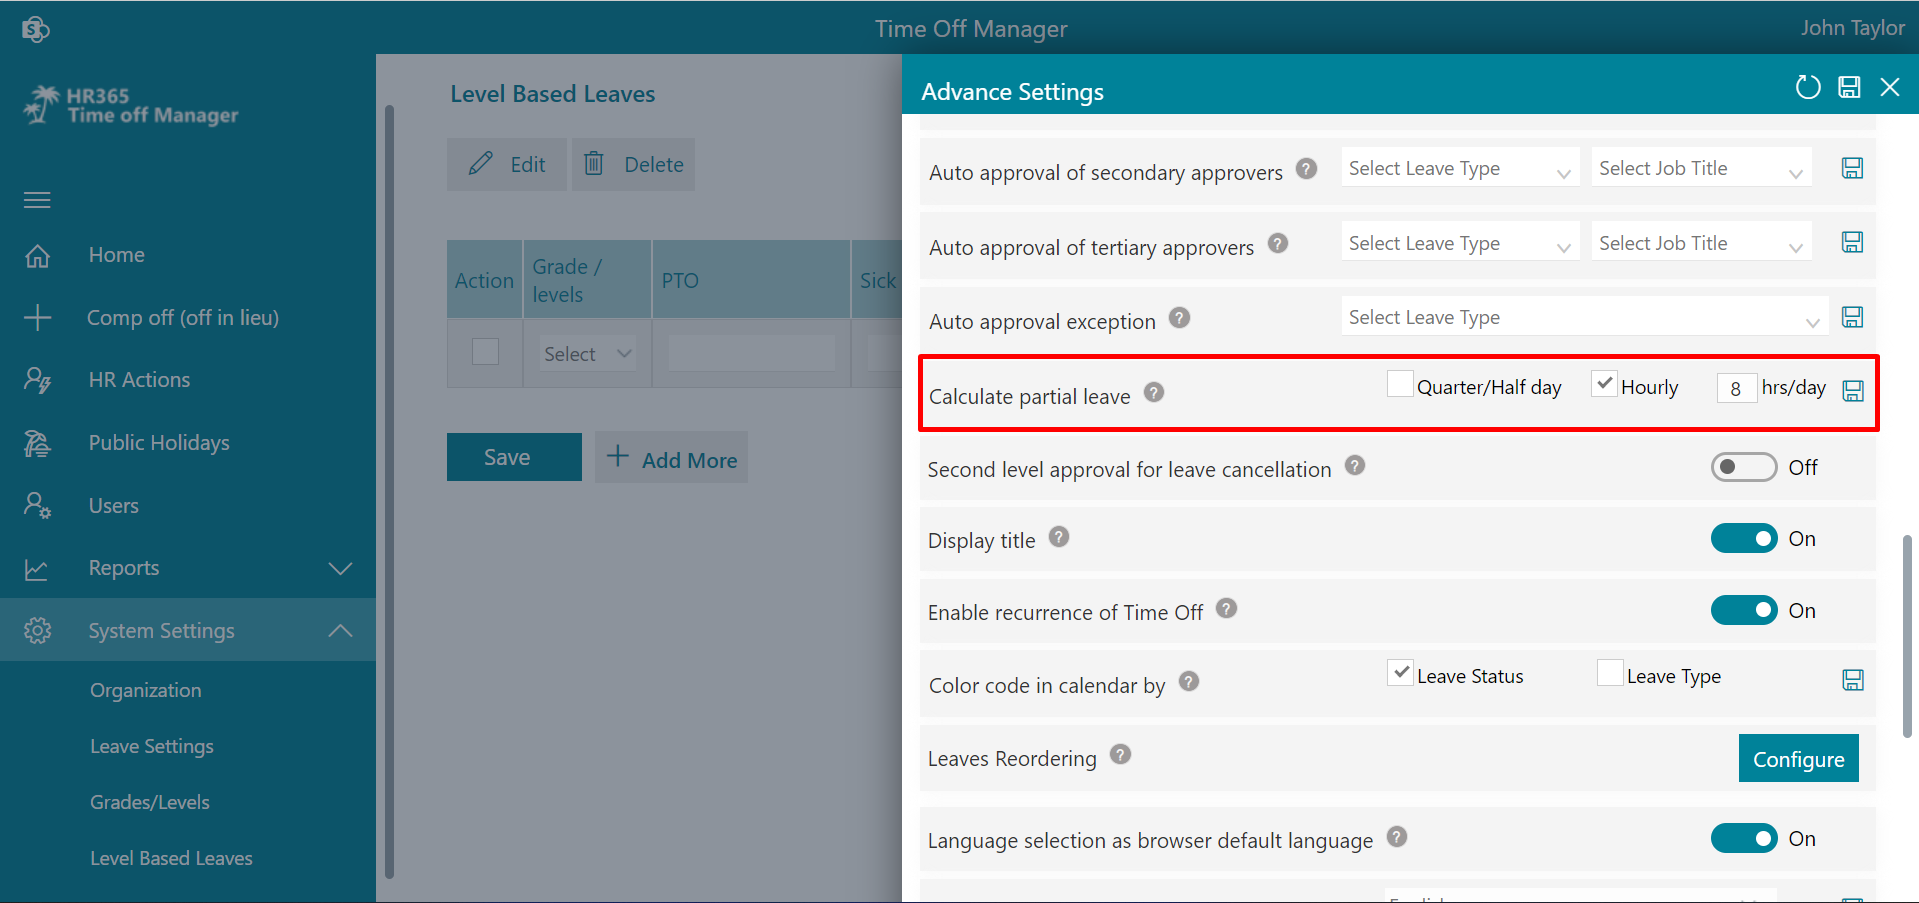 Time Off Manager
John Taylor
HR365
Time off Manager
Home
Comp off (off in lieu)
HR Actions
Public Holidays
Users
Reports
System Settings
Organization
Leave Settings
Grades/Levels
Level Based Leaves
Level Based Leaves
Edit
Delete
Action
Grade /
levels
PTO
Sick
Select
Save
Add More
Advance Settings
Auto approval of secondary approvers ? Select Leave Type Select Job Title
Auto approval of tertiary approvers ? Select Leave Type Select Job Title
Auto approval exception ? Select Leave Type
Calculate partial leave ? Quarter/Half day Hourly 8 hrs/day
Second level approval for leave cancellation ? Off
Display title ? On
Enable recurrence of Time Off ? On
Color code in calendar by ? Leave Status Leave Type
Leaves Reordering ? Configure
Language selection as browser default language ? On